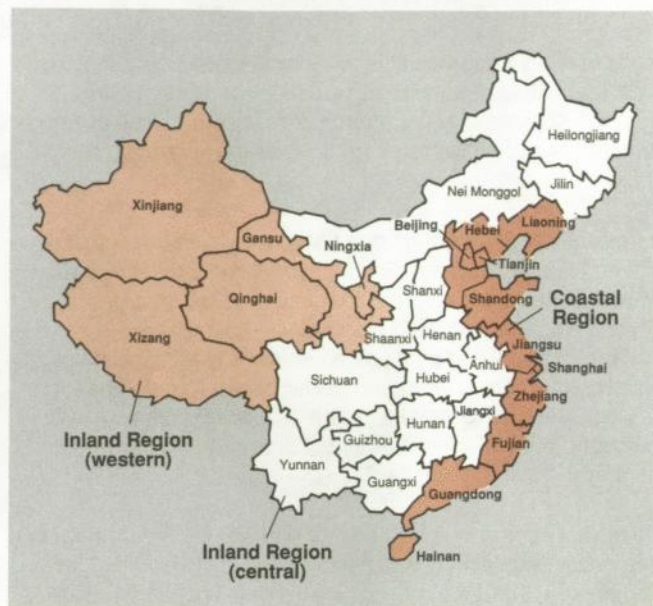 Heilongjiang
Jilin
Nei Monggol
Liaoning
Hebei
Beijing
Tianjin
Xinjiang
Gansu
Ningxia
Shanxi
Shandong
Coastal
Region
Qinghai
Xizang
Shaanxi
Henan
Jiangsu
Anhui
Shanghai
Sichuan
Hubei
Zhejiang
Jiangxi
Hunan
Inland Region
(western)
Guizhou
Fujian
Yunnan
Guangxi
Guangdong
Inland Region
(central)
Hainan